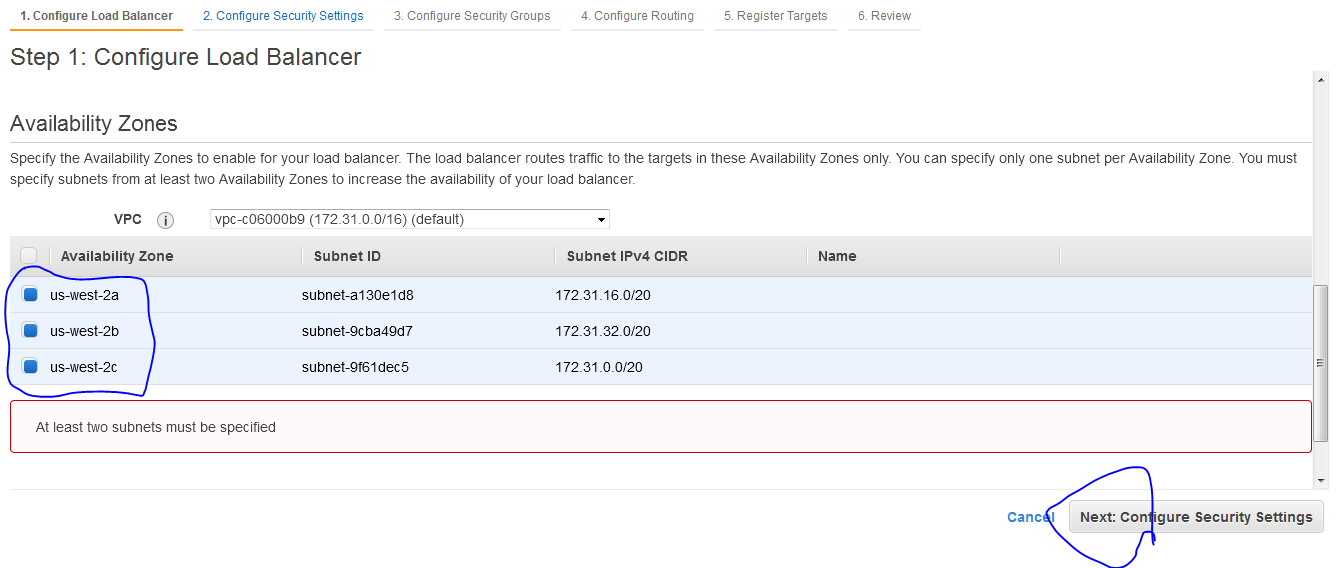 1. Configure Load Balancer 2. Configure Security Settings 3. Configure Security Groups 4. Configure Routing 5. Register Targets 6. Review
Step 1: Configure Load Balancer
Availability Zones
Specify the Availability Zones to enable for your load balancer. The load balancer routes traffic to the targets in these Availability Zones only. You can specify only one subnet per Availability Zone. You must
specify subnets from at least two Availability Zones to increase the availability of your load balancer.
VPC i vpc-c06000b9 (172.31.0.0/16) (default)
Availability Zone Subnet ID Subnet IPv4 CIDR Name
us-west-2a subnet-a130e1d8 172.31.16.0/20
us-west-2b subnet-9cba49d7 172.31.32.0/20
us-west-2c subnet-9f61dec5 172.31.0.0/20
At least two subnets must be specified
Cancel Next: Configure Security Settings